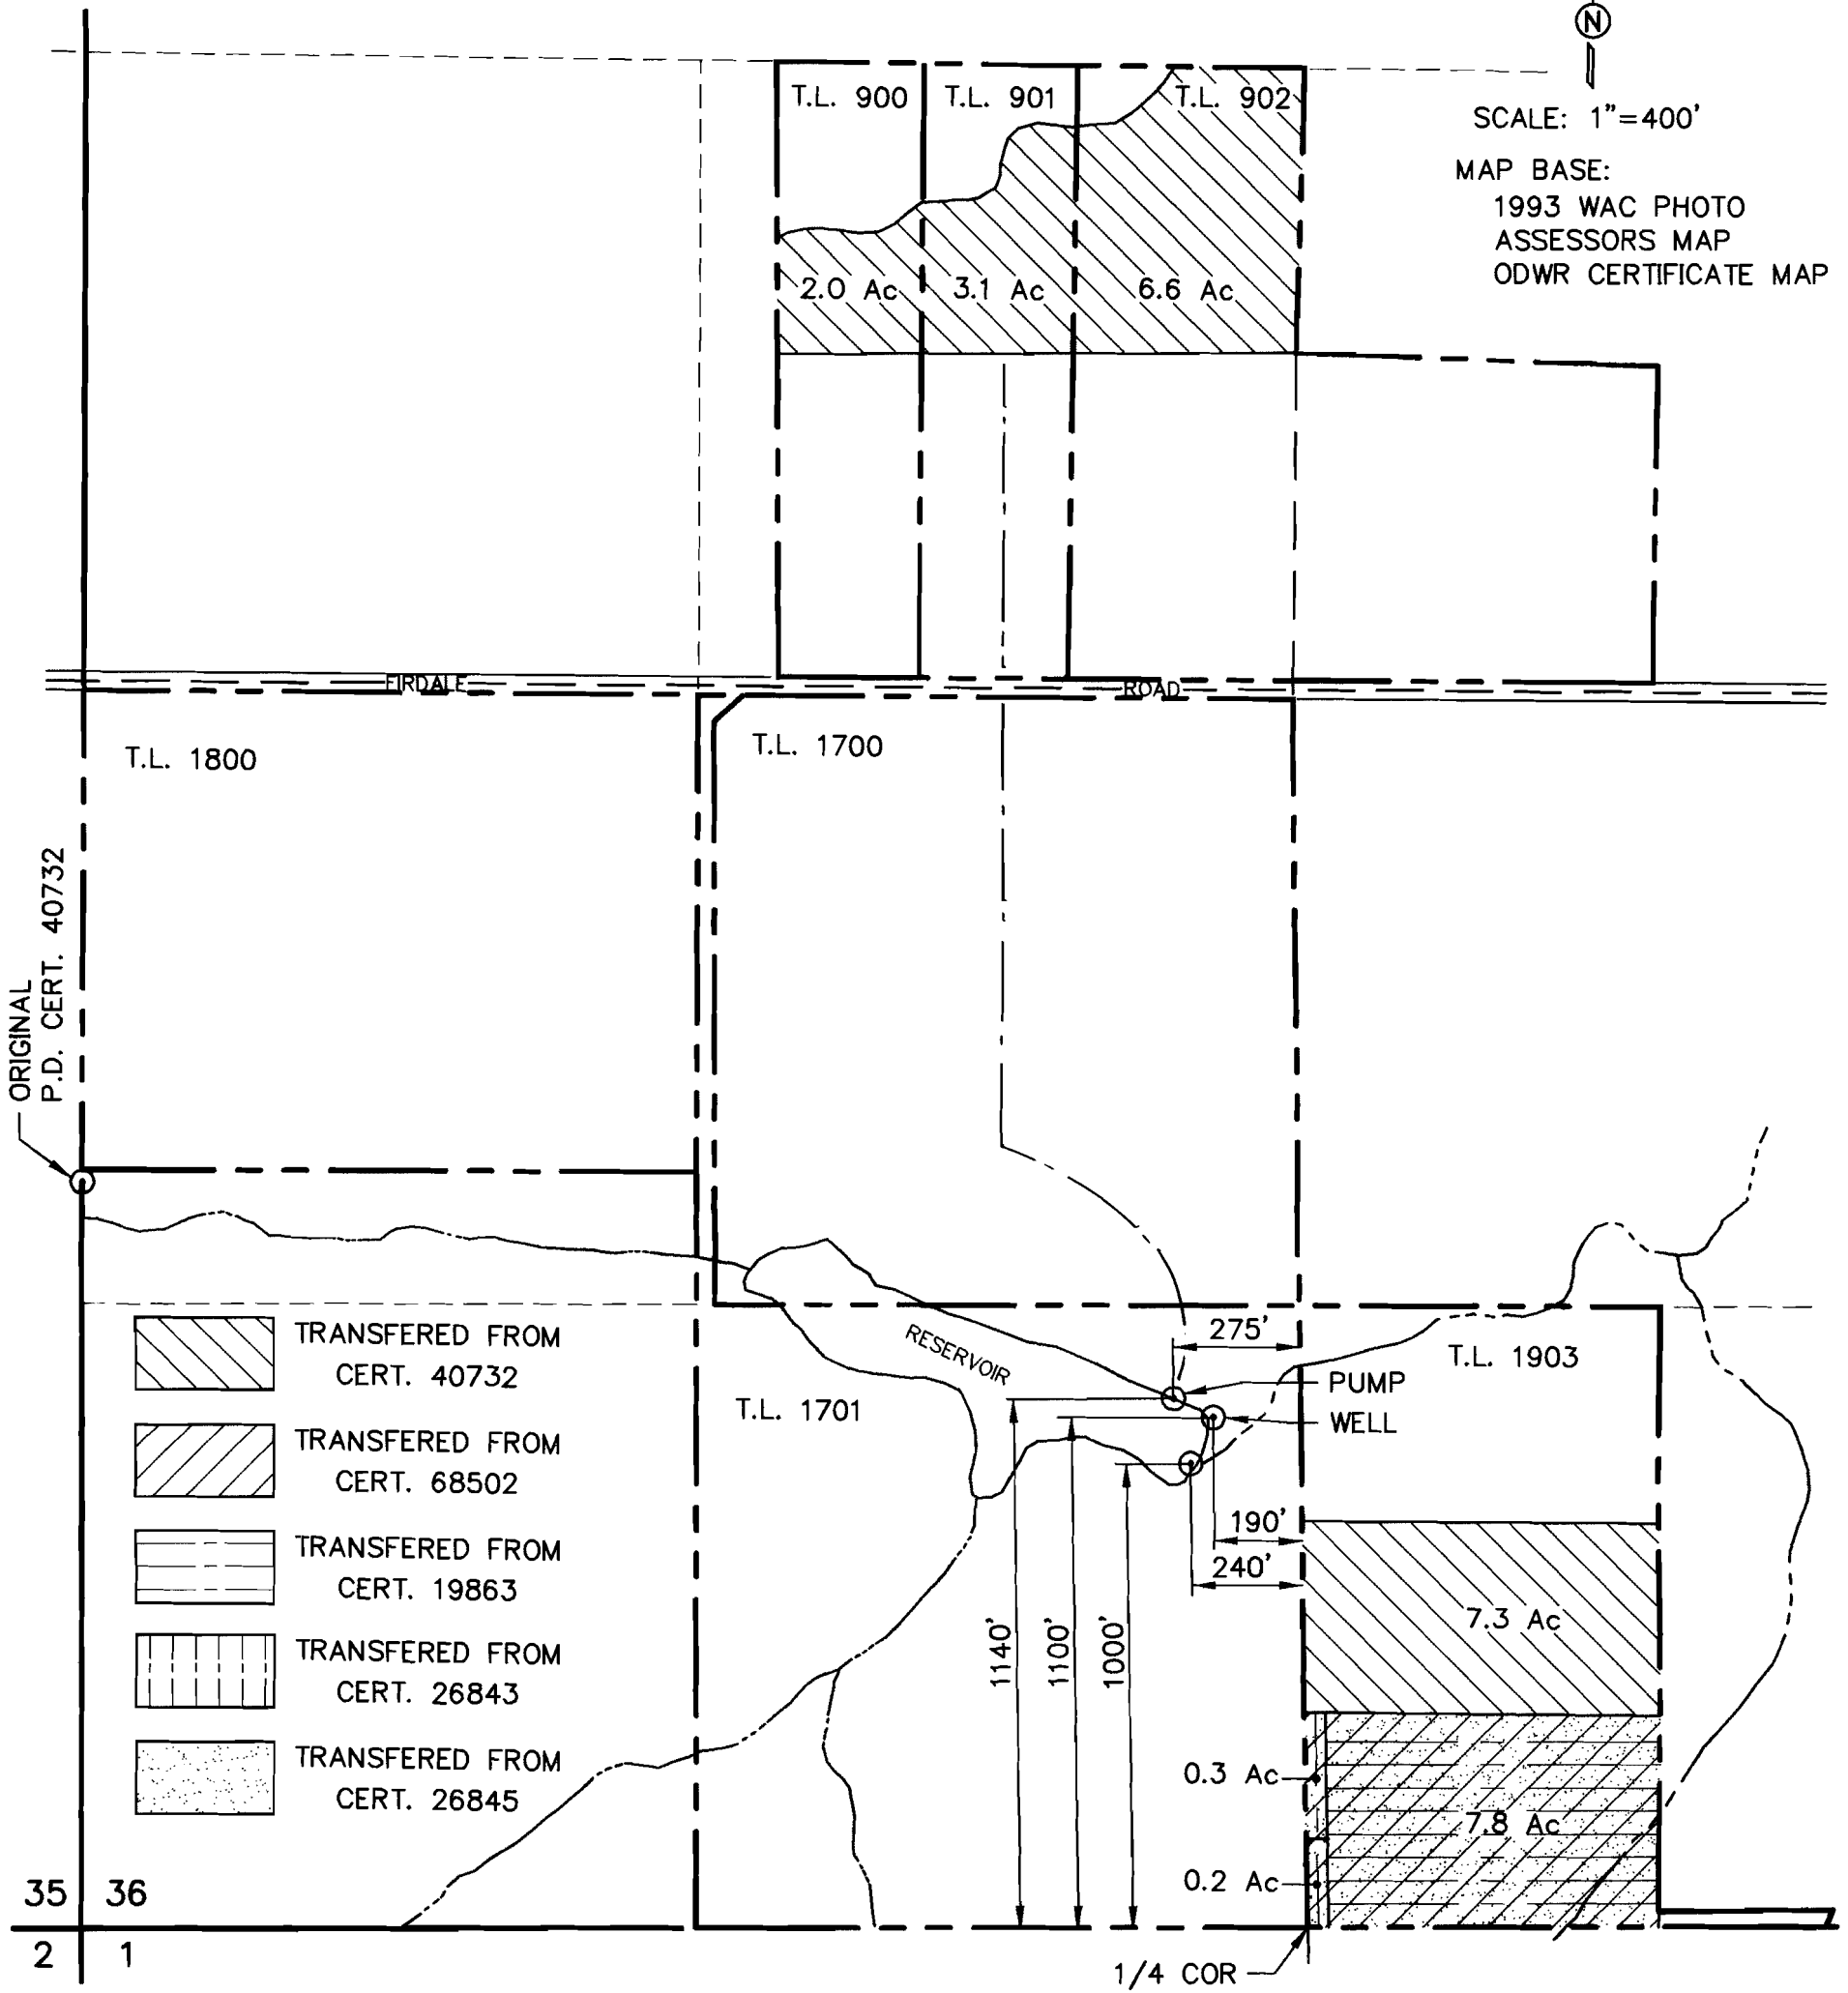 N
SCALE: 1"=400'
MAP BASE:
1993 WAC PHOTO
ASSESSORS MAP
ODWR CERTIFICATE MAP
T.L. 900
T.L. 901
T.L. 902
2.0 Ac
3.1 Ac
6.6 Ac
FIRDALE
ROAD
T.L. 1800
T.L. 1700
ORIGINAL
P.D. CERT. 40732
TRANSFERED FROM
CERT. 40732
TRANSFERED FROM
CERT. 68502
TRANSFERED FROM
CERT. 19863
TRANSFERED FROM
CERT. 26843
TRANSFERED FROM
CERT. 26845
RESERVOIR
T.L. 1701
275'
PUMP
WELL
T.L. 1903
190'
240'
1140'
1100'
1000'
7.3 Ac
0.3 Ac
7.8 Ac
0.2 Ac
35
36
2
1
1/4 COR